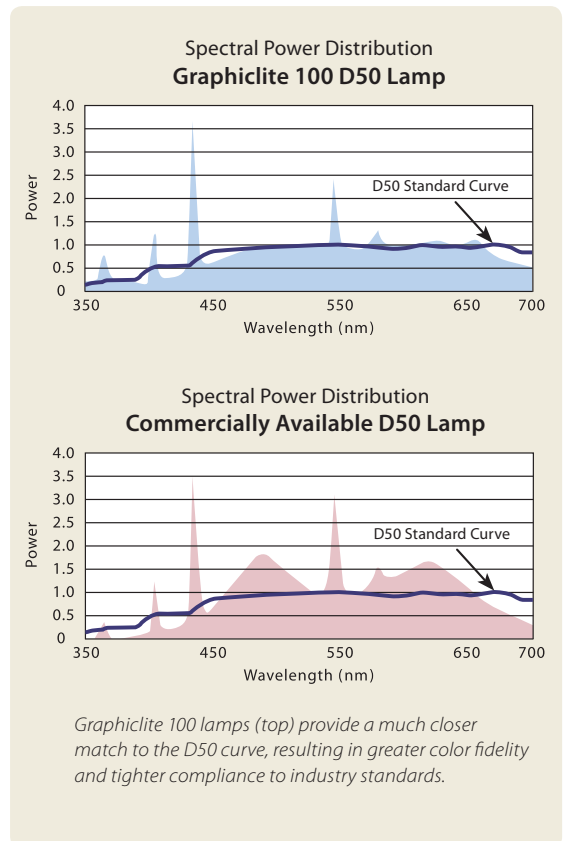 Spectral Power Distribution
Graphiclite 100 D50 Lamp
4.0
3.5
3.0
2.5
2.0
1.5
1.0
0.5
0
Power
D50 Standard Curve
350 450 550 650 700
Wavelength (nm)
Spectral Power Distribution
Commercially Available D50 Lamp
4.0
3.5
3.0
2.5
2.0
1.5
1.0
0.5
0
Power
D50 Standard Curve
350 450 550 650 700
Wavelength (nm)
Graphiclite 100 lamps (top) provide a much closer
match to the D50 curve, resulting in greater color fidelity
and tighter compliance to industry standards.